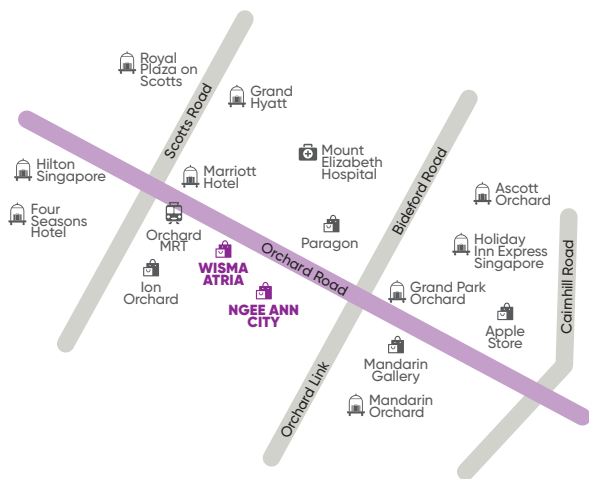 Royal
Plaza on
Scotts
Scotts Road
Grand
Hyatt
Hilton
Singapore
Marriott
Hotel
Mount
Elizabeth
Hospital
Bideford Road
Ascott
Orchard
Four
Seasons
Hotel
Orchard
MRT
Paragon
Holiday
Inn Express
Singapore
Cairnhill Road
WISMA
ATRIA
Orchard Road
Ion
Orchard
NGEE ANN
CITY
Grand Park
Orchard
Apple
Store
Mandarin
Gallery
Orchard Link
Mandarin
Orchard